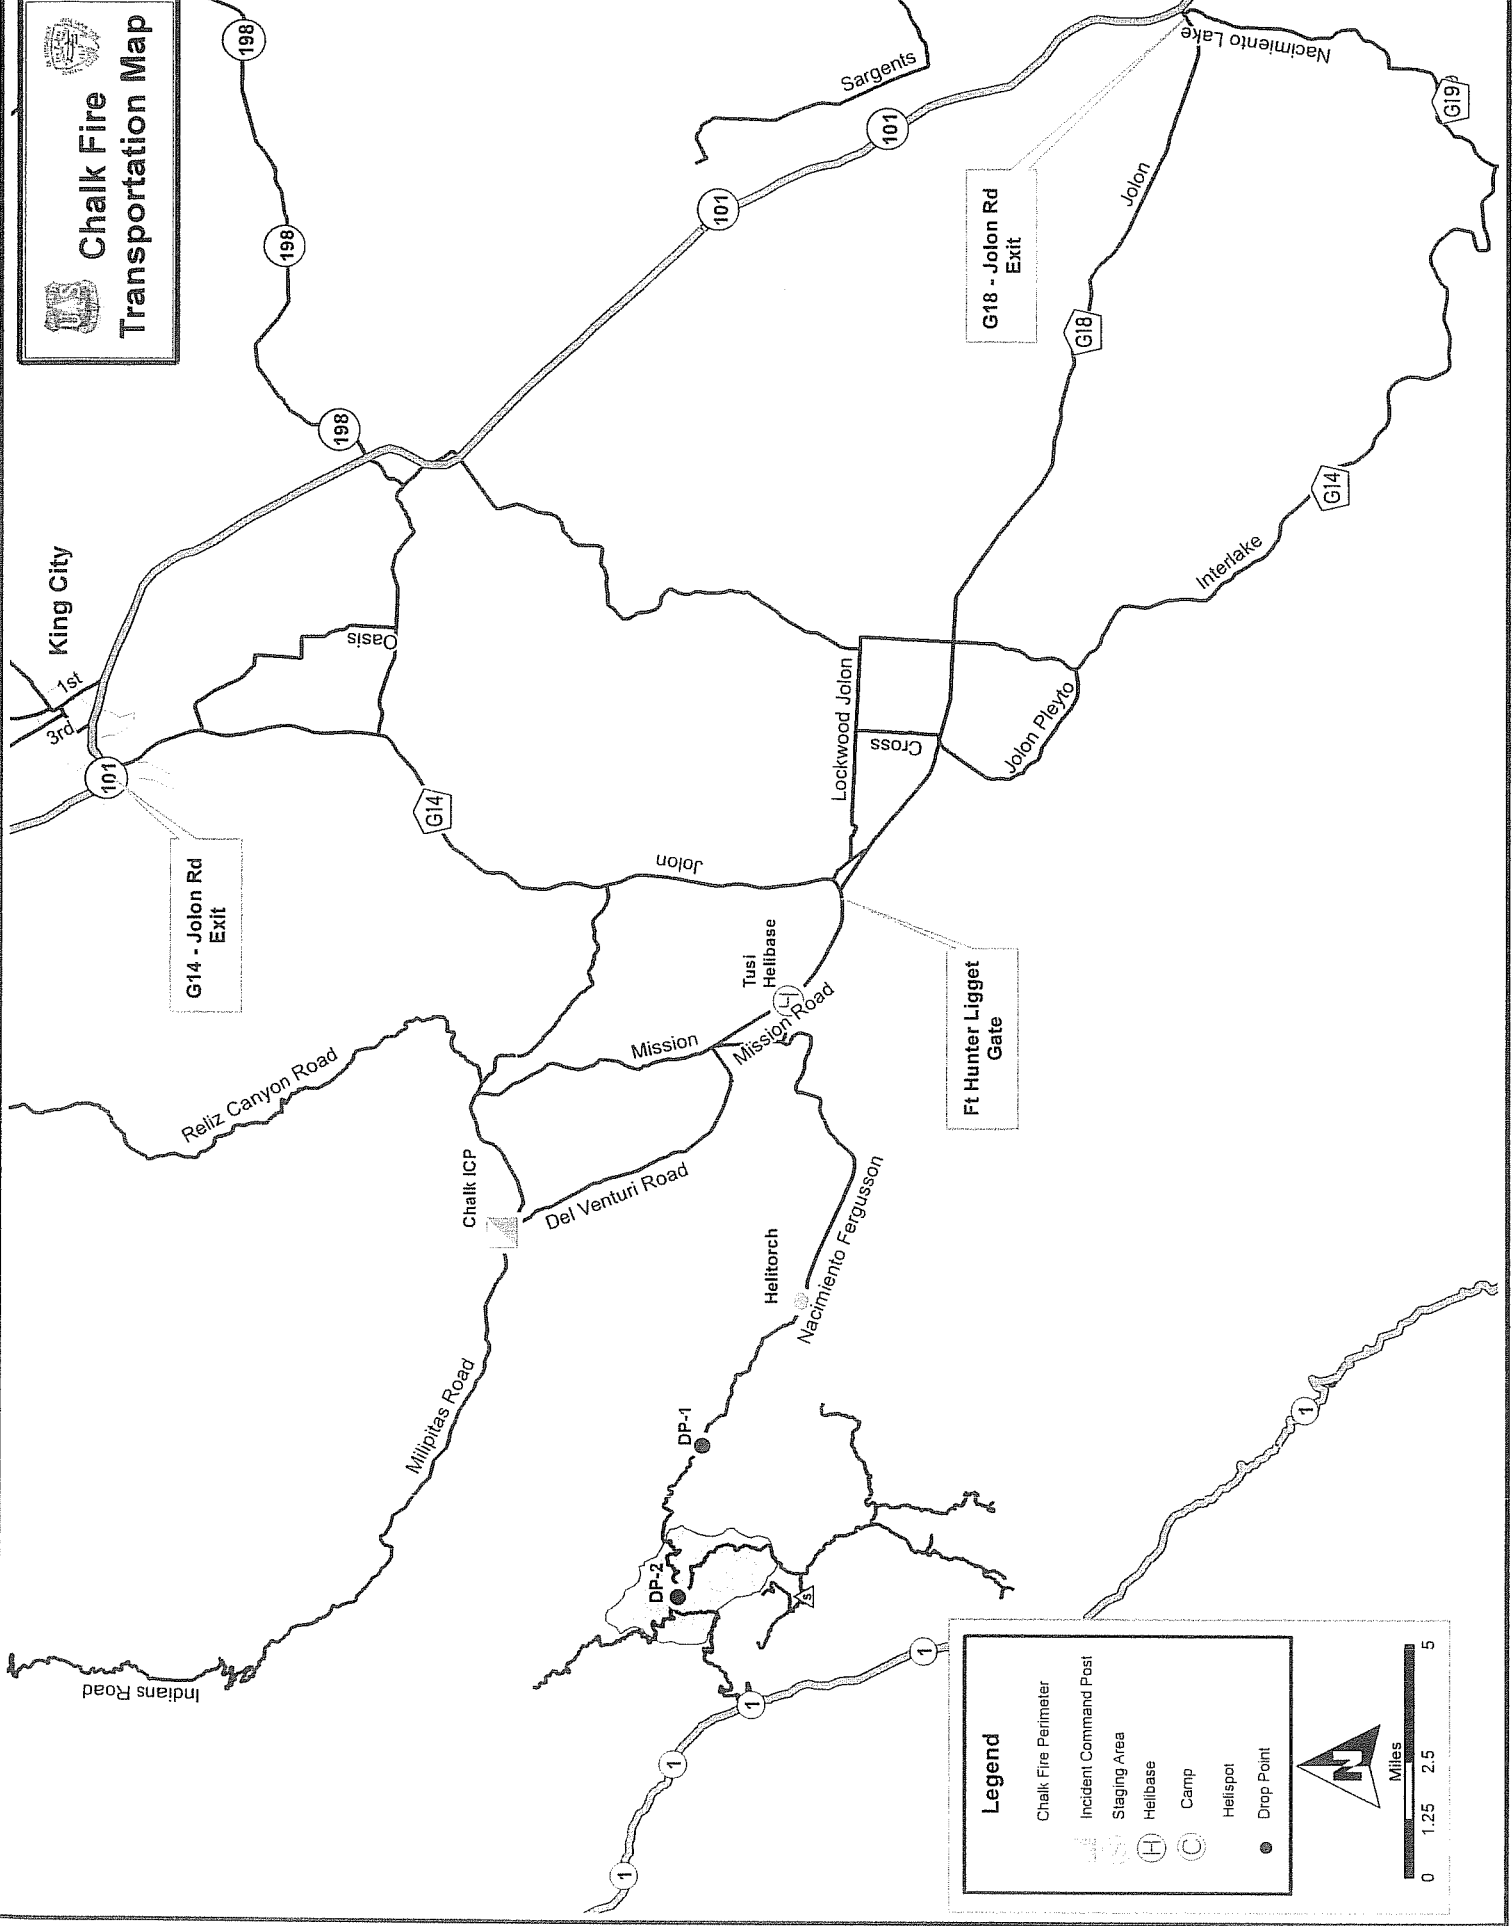 Chalk Fire
Transportation Map
198
198
198
King City
1st
3rd
101
G14 - Jolon Rd
Exit
Oasis
G14
Jolon
Sargents
101
101
Nacimiento Lake
G19
G18 - Jolon Rd
Exit
Jolon
G18
G14
Interlake
Lockwood Jolon
Cross
Jolon Pleyto
Reliz Canyon Road
Tusi
Helibase
Mission
Mission Road
Ft Hunter Ligget
Gate
Chalk ICP
Del Venturi Road
Milipitas Road
Indians Road
Helitorch
Nacimiento Fergusson
DP-1
DP-2
S
1
1
1
1
1
Legend
Chalk Fire Perimeter
Incident Command Post
Staging Area
H Helibase
C Camp
Helispot
Drop Point
N
Miles
0 1.25 2.5 5